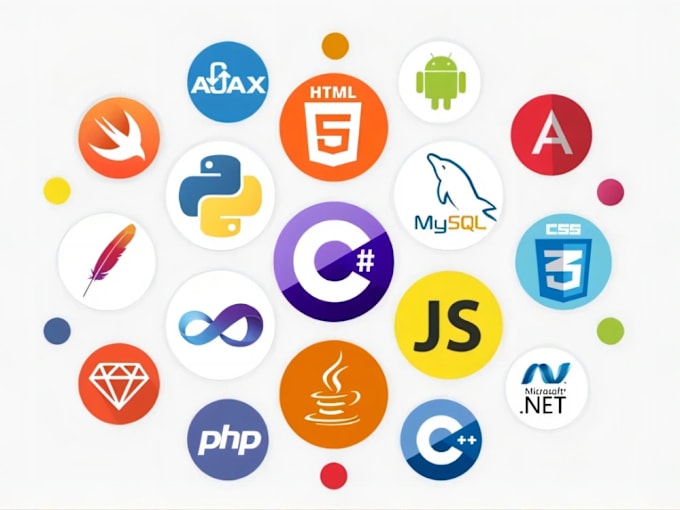 AJAX
HTML
5
A
MySQL
C#
CSS
3
JS
Microsoft®
.NET
php
C++